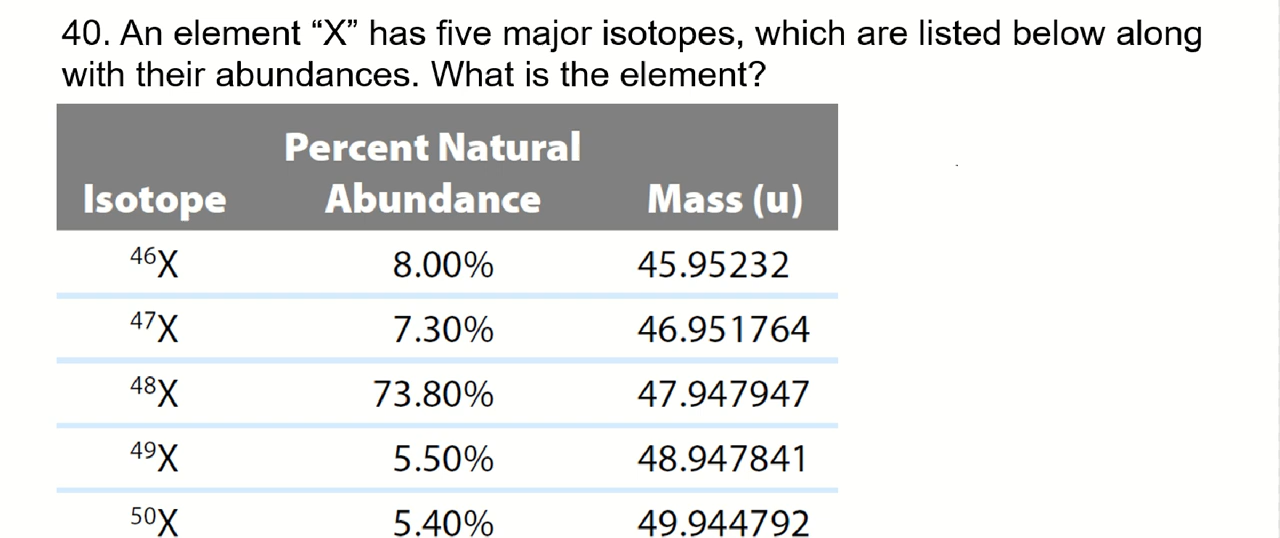 40. An element “X” has five major isotopes, which are listed below along
with their abundances. What is the element?
Percent Natural
Isotope Abundance Mass (u)
⁴⁶X 8.00% 45.95232
⁴⁷X 7.30% 46.951764
⁴⁸X 73.80% 47.947947
⁴⁹X 5.50% 48.947841
⁵⁰X 5.40% 49.944792